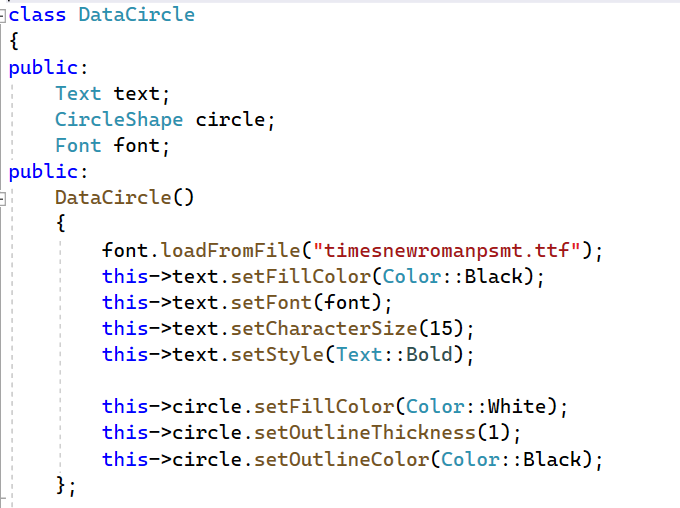 class DataCircle
{
public:
    Text text;
    CircleShape circle;
    Font font;
public:
    DataCircle()
    {
        font.loadFromFile("timesnewromanpsmt.ttf");
        this->text.setFillColor(Color::Black);
        this->text.setFont(font);
        this->text.setCharacterSize(15);
        this->text.setStyle(Text::Bold);

        this->circle.setFillColor(Color::White);
        this->circle.setOutlineThickness(1);
        this->circle.setOutlineColor(Color::Black);
    };